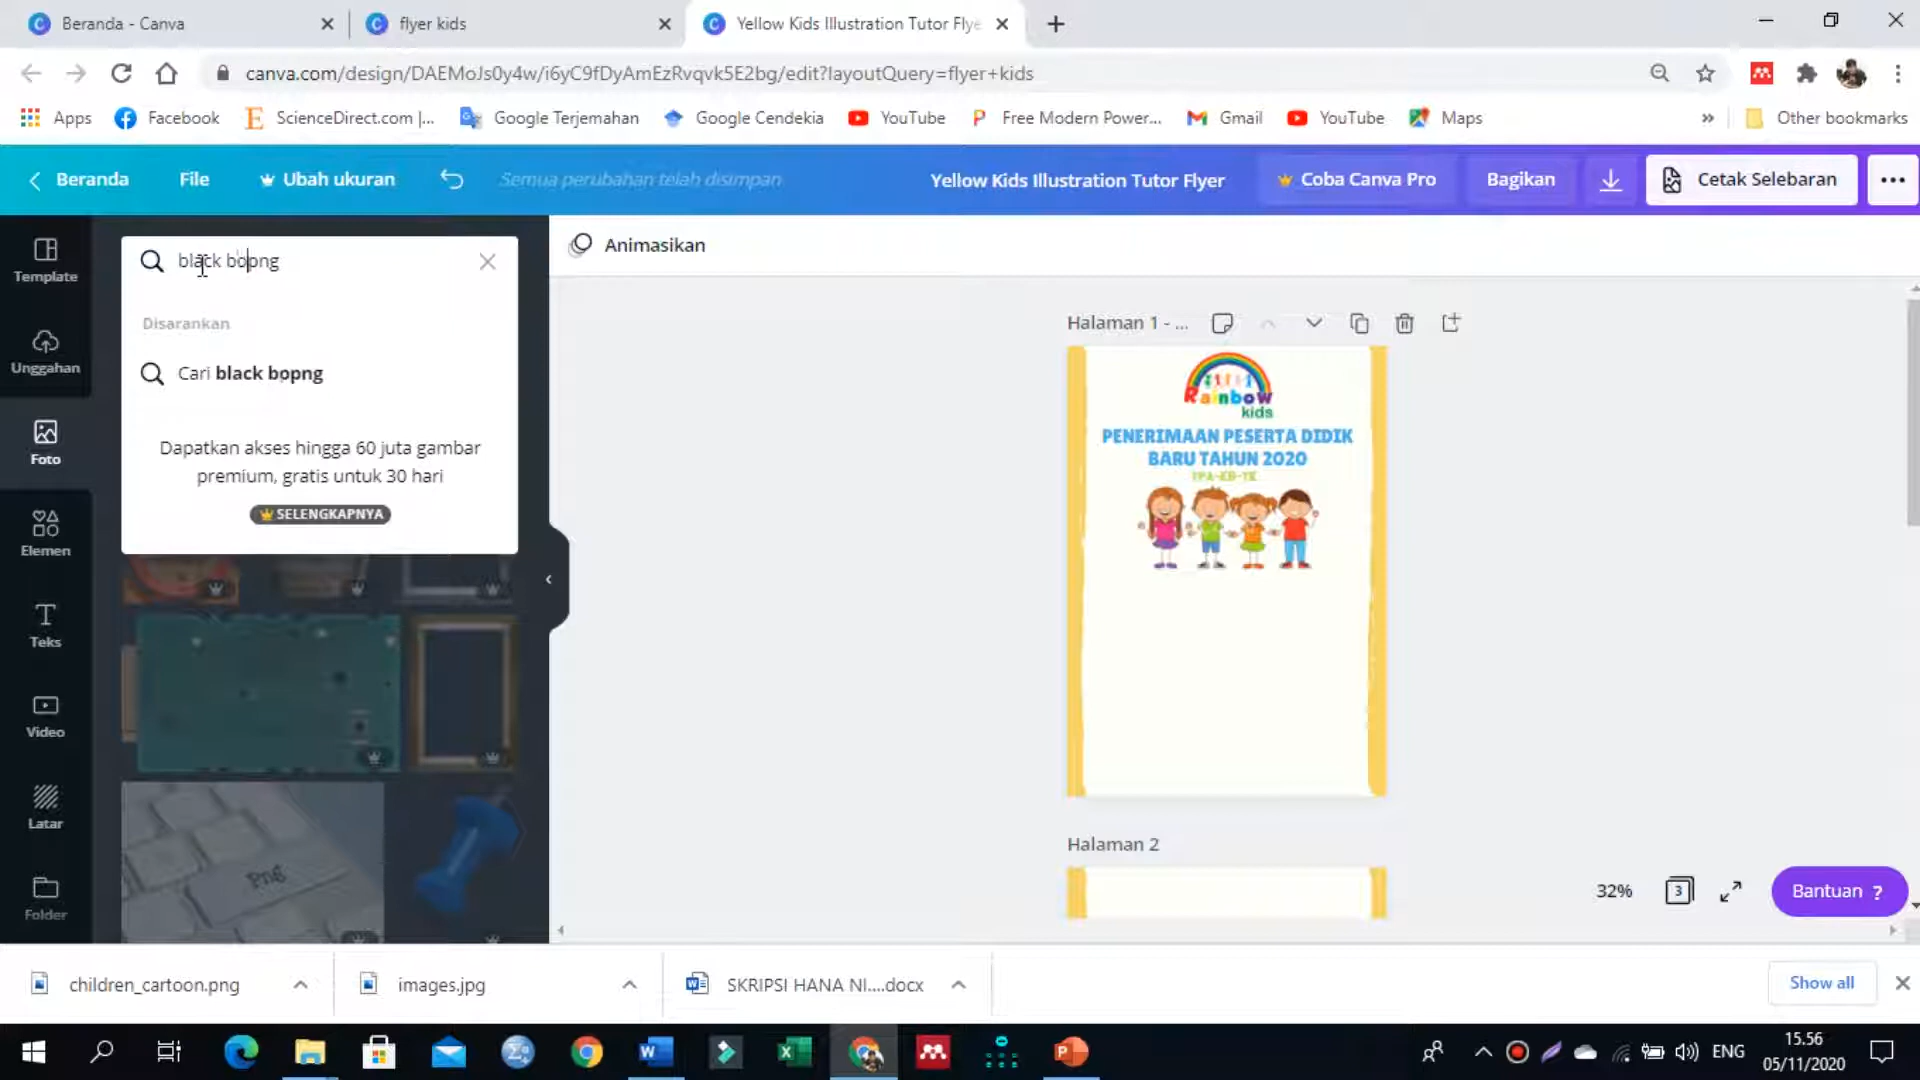 Beranda - Canva
flyer kids
Yellow Kids Illustration Tutor Flye
canva.com/design/DAEMoJs0y4w/i6yC9fDyAmEzRvqvk5E2bg/edit?layoutQuery=flyer+kids
Apps
Facebook
ScienceDirect.com |...
Google Terjemahan
Google Cendekia
YouTube
Free Modern Power...
Gmail
YouTube
Maps
»
Other bookmarks
Beranda
File
Ubah ukuran
Semua perubahan telah disimpan
Yellow Kids Illustration Tutor Flyer
Coba Canva Pro
Bagikan
Cetak Selebaran
Template
Unggahan
Foto
Elemen
Teks
Video
Latar
Folder
black bopng
Disarankan
Cari black bopng
Dapatkan akses hingga 60 juta gambar
premium, gratis untuk 30 hari
SELENGKAPNYA
Png
Animasikan
Halaman 1 - ...
Rainbow
kids
PENERIMAAN PESERTA DIDIK
BARU TAHUN 2020
TPA-KB-TK
Halaman 2
32%
3
Bantuan ?
children_cartoon.png
images.jpg
SKRIPSI HANA NI....docx
Show all
ENG
15.56
05/11/2020